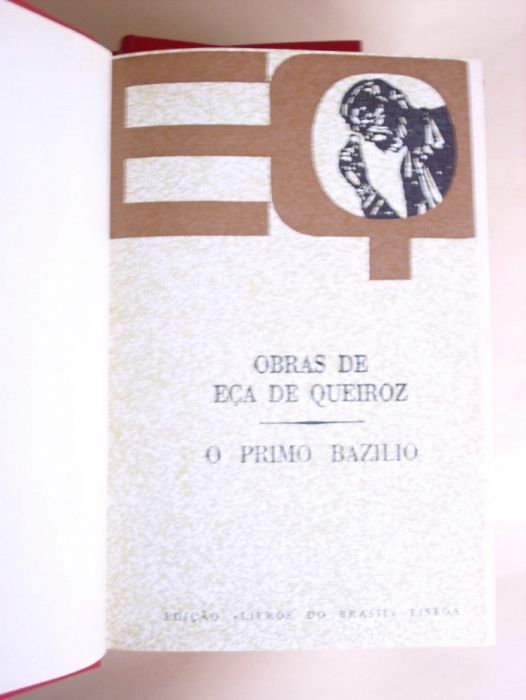 EQ
OBRAS DE
EÇA DE QUEIROZ
O PRIMO BAZILIO
EDIÇÃO «LIVROS DO BRASIL» LISBOA